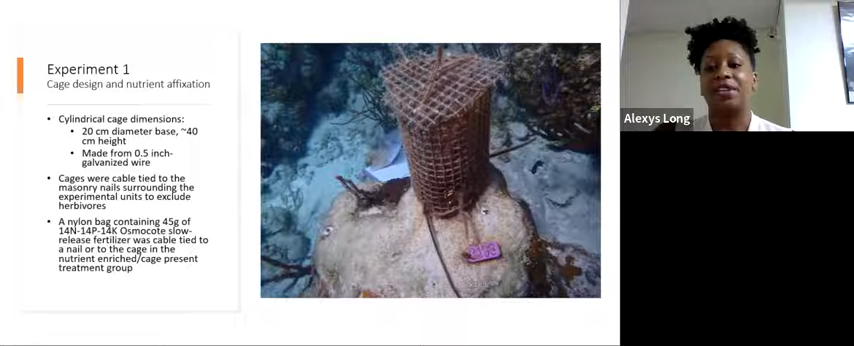 Experiment 1
Cage design and nutrient affixation
• Cylindrical cage dimensions:
• 20 cm diameter base, ~40
cm height
• Made from 0.5 inch-
galvanized wire
• Cages were cable tied to the
masonry nails surrounding the
experimental units to exclude
herbivores
• A nylon bag containing 45g of
14N-14P-14K Osmocote slow-
release fertilizer was cable tied to
a nail or to the cage in the
nutrient enriched/cage present
treatment group
Alexys Long